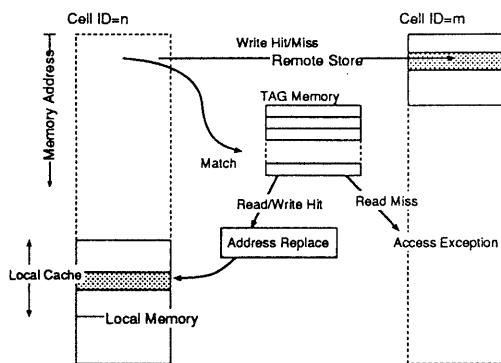 Cell ID=n
Cell ID=m
Write Hit/Miss
Remote Store
Memory Address
TAG Memory
Match
Read/Write Hit
Read Miss
Address Replace
Access Exception
Local Cache
Local Memory